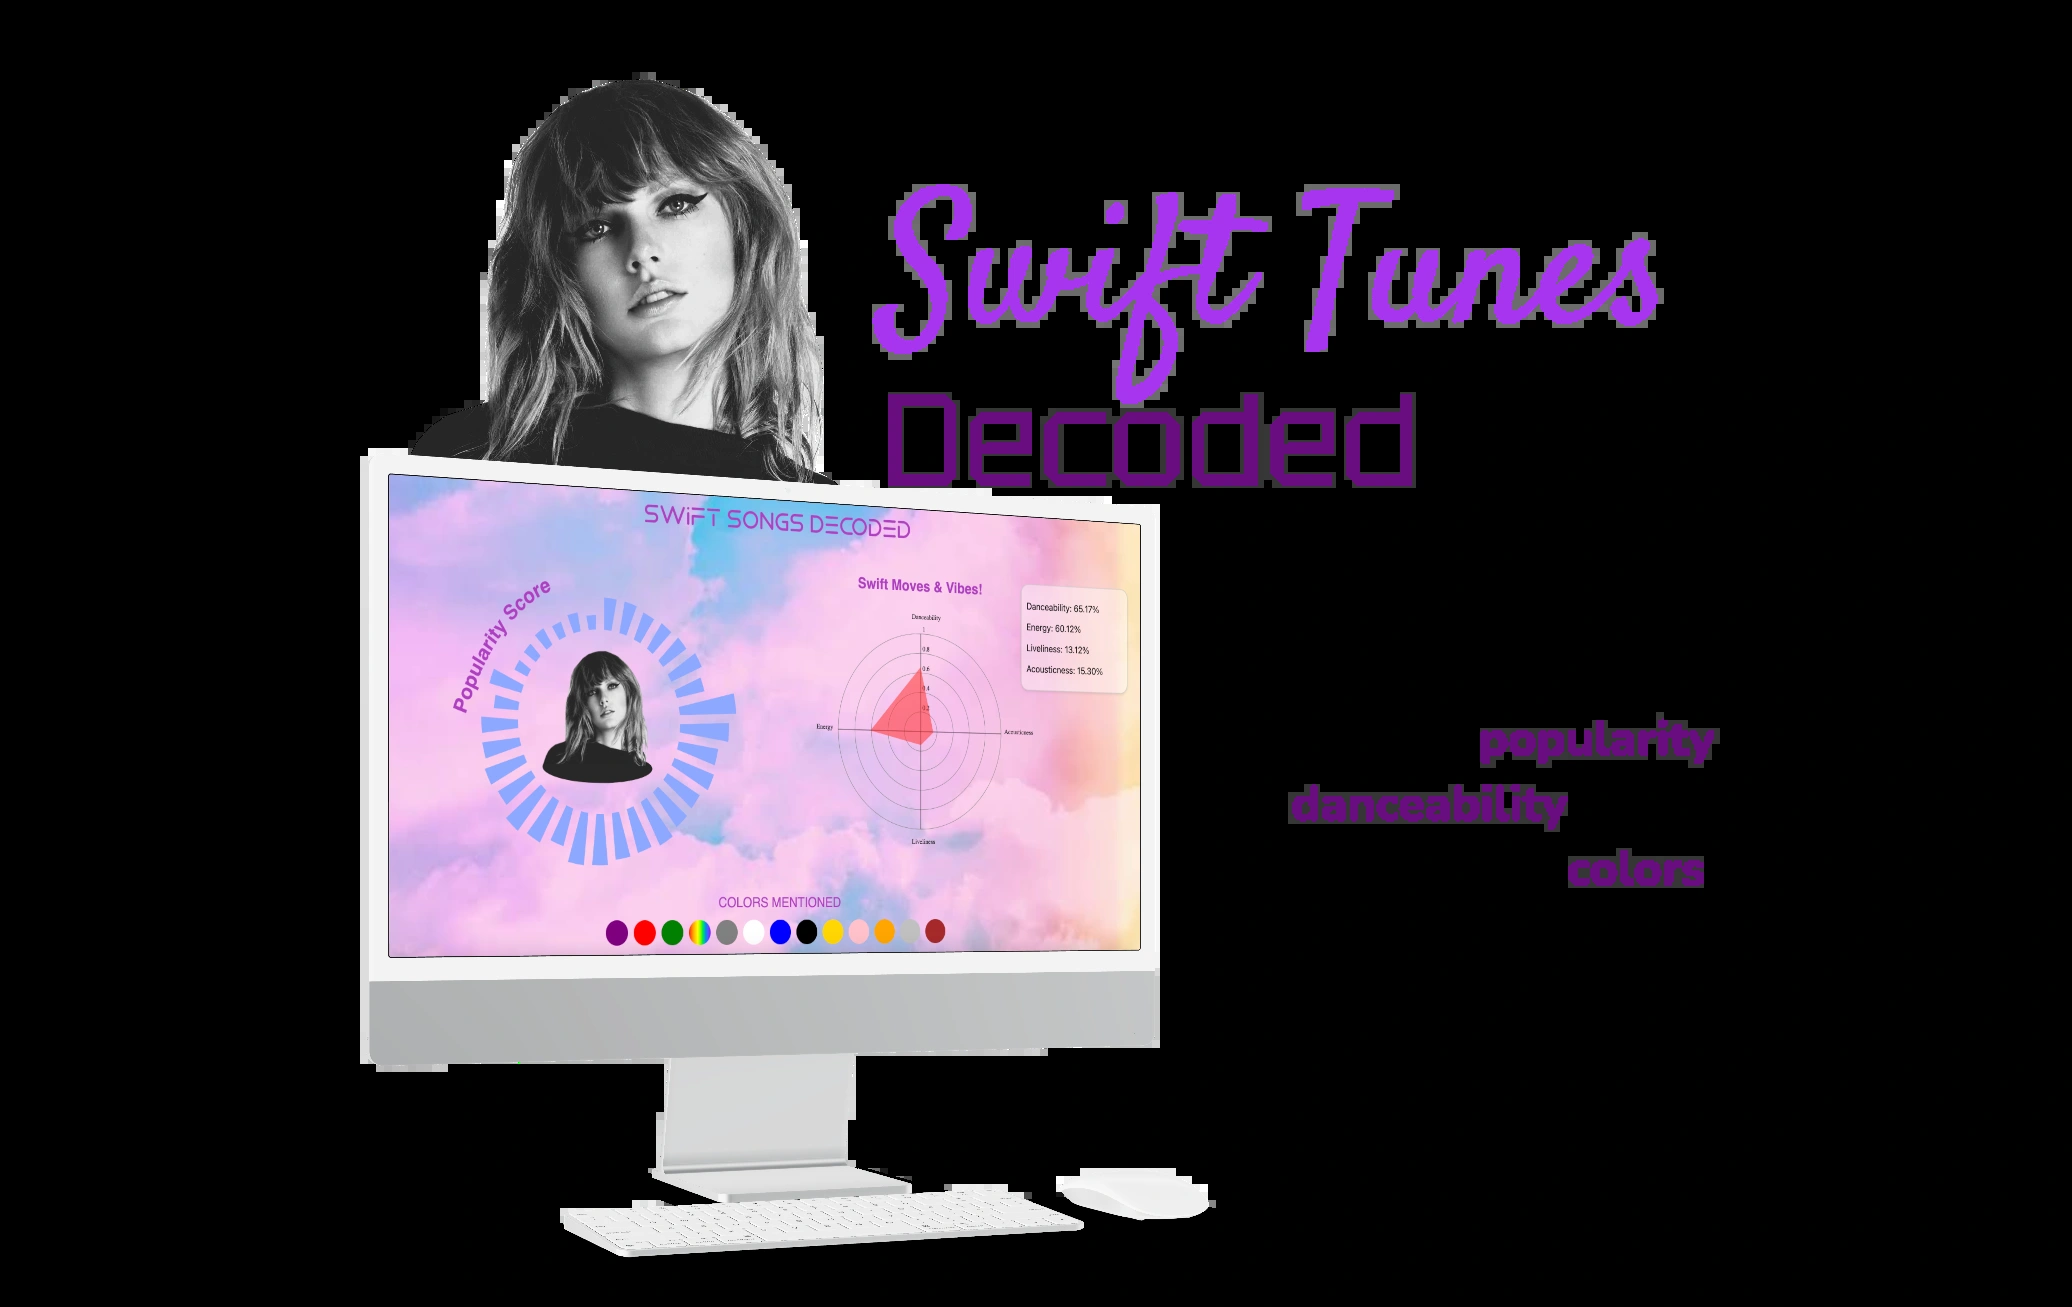 Swift Tunes
Decoded
SWiFT SONGS DECODED
Popularity Score
Swift Moves & Vibes!
Danceability
1
0.8
0.6
0.4
0.2
Energy
Acousticness
Liveliness
Danceability: 65.17%
Energy: 60.12%
Liveliness: 13.12%
Acousticness: 15.30%
COLORS MENTIONED
popularity
danceability
colors